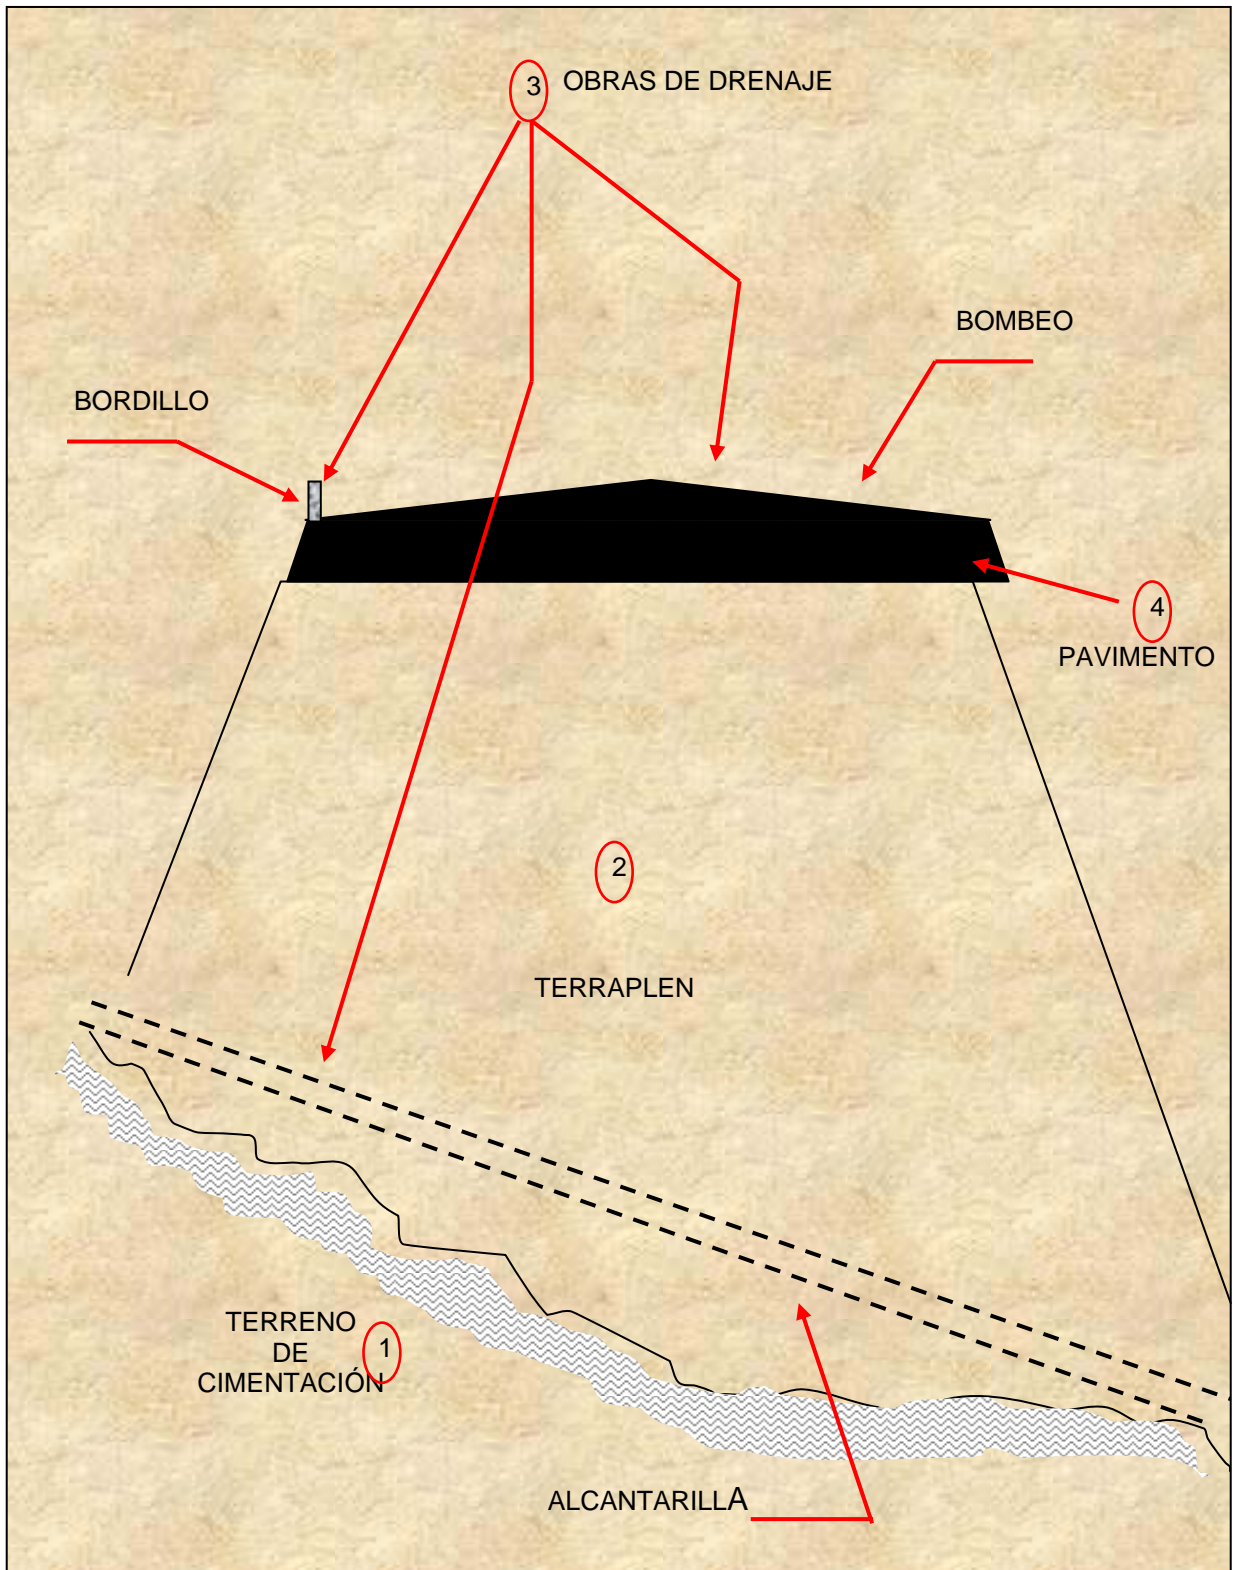 3 OBRAS DE DRENAJE
BOMBEO
BORDILLO
4
PAVIMENTO
2
TERRAPLEN
TERRENO
DE 1
CIMENTACIÓN
ALCANTARILLA